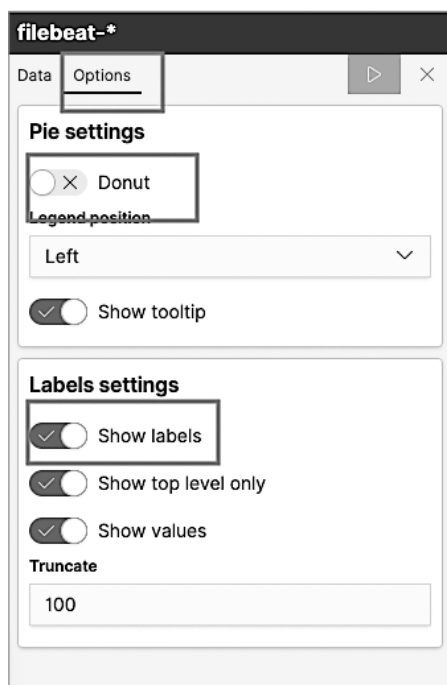 filebeat-*
Data Options
Pie settings
Donut
Legend position
Left
Show tooltip
Labels settings
Show labels
Show top level only
Show values
Truncate
100